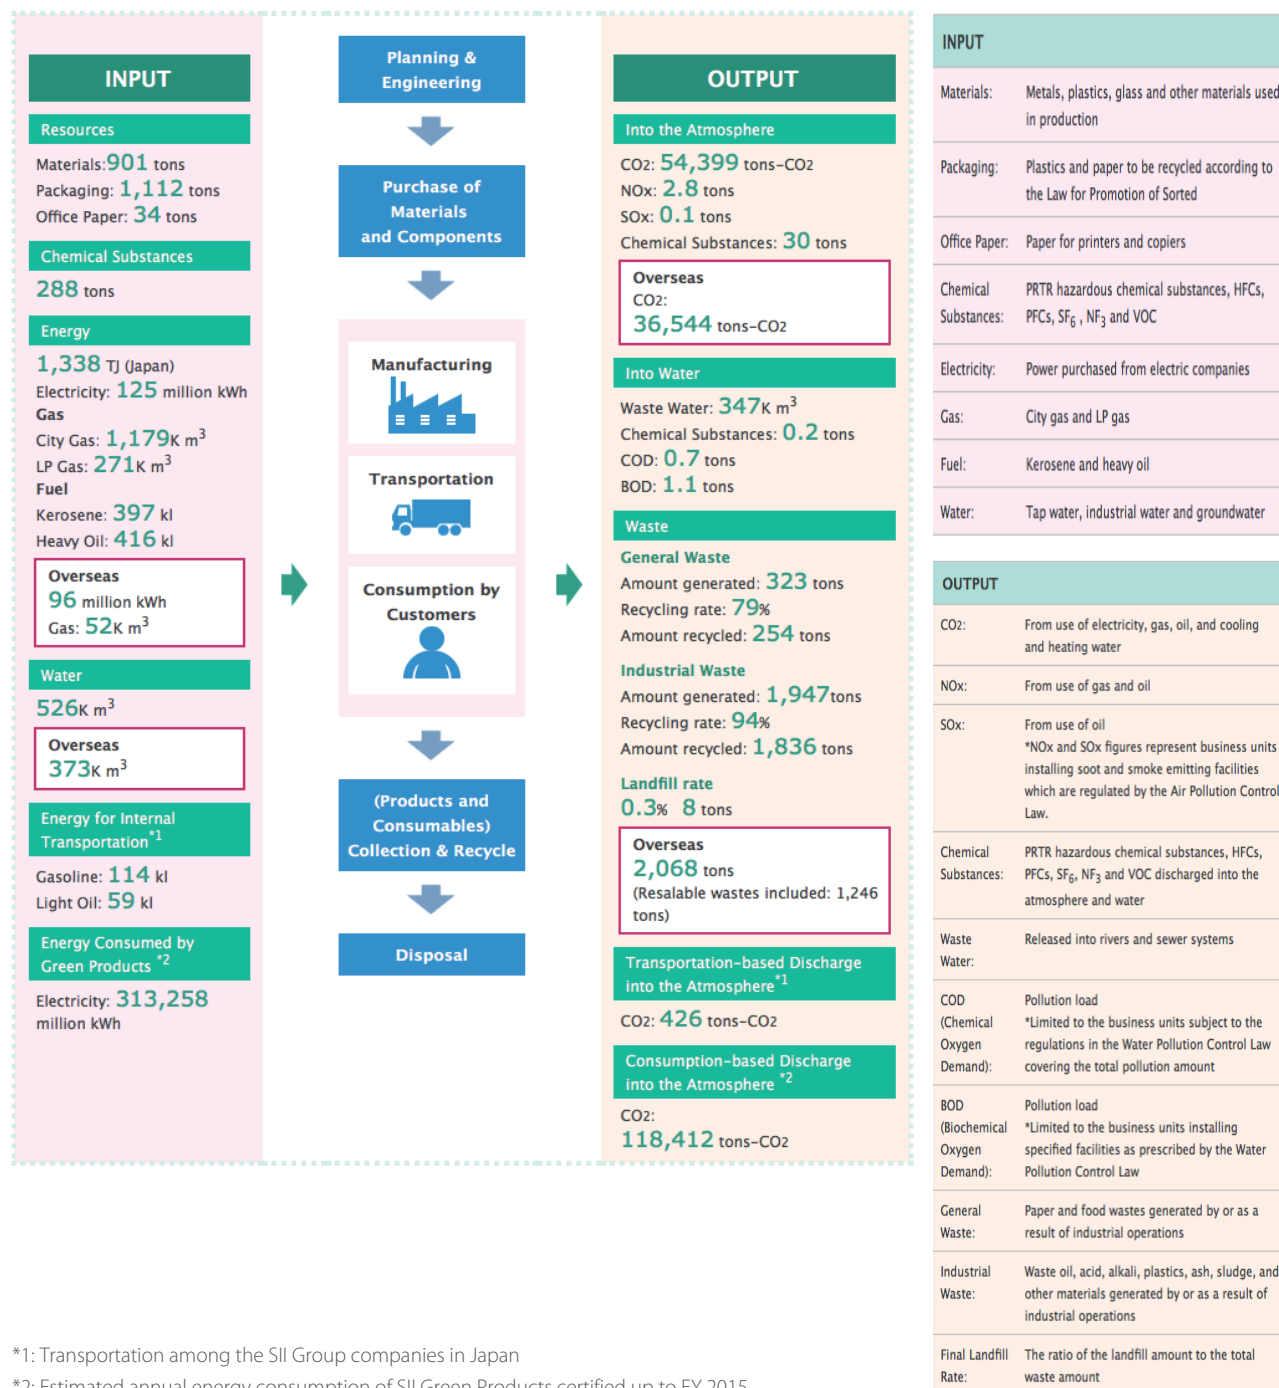 INPUT
Resources
Materials:901 tons
Packaging: 1,112 tons
Office Paper: 34 tons
Chemical Substances
288 tons
Energy
1,338 TJ (Japan)
Electricity: 125 million kWh
Gas
City Gas: 1,179K m³
LP Gas: 271K m³
Fuel
Kerosene: 397 kl
Heavy Oil: 416 kl
Overseas
96 million kWh
Gas: 52K m³
Water
526K m³
Overseas
373K m³
Energy for Internal
Transportation*1
Gasoline: 114 kl
Light Oil: 59 kl
Energy Consumed by
Green Products *2
Electricity: 313,258
million kWh
Planning &
Engineering
Purchase of
Materials
and Components
Manufacturing
Transportation
Consumption by
Customers
(Products and
Consumables)
Collection & Recycle
Disposal
OUTPUT
Into the Atmosphere
CO2: 54,399 tons-CO2
NOx: 2.8 tons
SOx: 0.1 tons
Chemical Substances: 30 tons
Overseas
CO2:
36,544 tons-CO2
Into Water
Waste Water: 347K m³
Chemical Substances: 0.2 tons
COD: 0.7 tons
BOD: 1.1 tons
Waste
General Waste
Amount generated: 323 tons
Recycling rate: 79%
Amount recycled: 254 tons
Industrial Waste
Amount generated: 1,947tons
Recycling rate: 94%
Amount recycled: 1,836 tons
Landfill rate
0.3% 8 tons
Overseas
2,068 tons
(Resalable wastes included: 1,246
tons)
Transportation-based Discharge
into the Atmosphere*1
CO2: 426 tons-CO2
Consumption-based Discharge
into the Atmosphere *2
CO2:
118,412 tons-CO2
INPUT
Materials: Metals, plastics, glass and other materials used
in production
Packaging: Plastics and paper to be recycled according to
the Law for Promotion of Sorted
Office Paper: Paper for printers and copiers
Chemical PRTR hazardous chemical substances, HFCs,
Substances: PFCs, SF₆ , NF₃ and VOC
Electricity: Power purchased from electric companies
Gas: City gas and LP gas
Fuel: Kerosene and heavy oil
Water: Tap water, industrial water and groundwater
OUTPUT
CO2: From use of electricity, gas, oil, and cooling
and heating water
NOx: From use of gas and oil
SOx: From use of oil
*NOx and SOx figures represent business units
installing soot and smoke emitting facilities
which are regulated by the Air Pollution Control
Law.
Chemical PRTR hazardous chemical substances, HFCs,
Substances: PFCs, SF₆, NF₃ and VOC discharged into the
atmosphere and water
Waste Released into rivers and sewer systems
Water:
COD Pollution load
(Chemical *Limited to the business units subject to the
Oxygen regulations in the Water Pollution Control Law
Demand): covering the total pollution amount
BOD Pollution load
(Biochemical *Limited to the business units installing
Oxygen specified facilities as prescribed by the Water
Demand): Pollution Control Law
General Paper and food wastes generated by or as a
Waste: result of industrial operations
Industrial Waste oil, acid, alkali, plastics, ash, sludge, and
Waste: other materials generated by or as a result of
industrial operations
Final Landfill The ratio of the landfill amount to the total
Rate: waste amount
*1: Transportation among the SII Group companies in Japan
*2: Estimated annual energy consumption of SII Green Products certified up to FY 2015